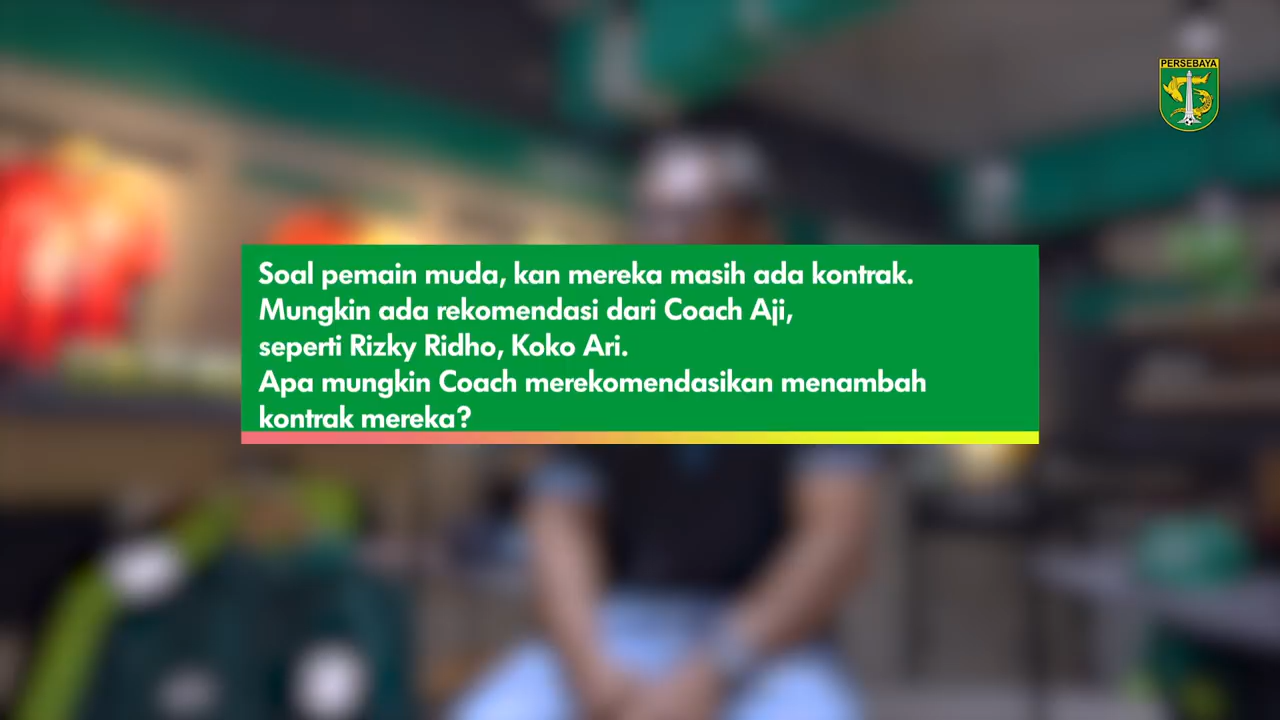 PERSEBAYA
Soal pemain muda, kan mereka masih ada kontrak.
Mungkin ada rekomendasi dari Coach Aji,
seperti Rizky Ridho, Koko Ari.
Apa mungkin Coach merekomendasikan menambah
kontrak mereka?